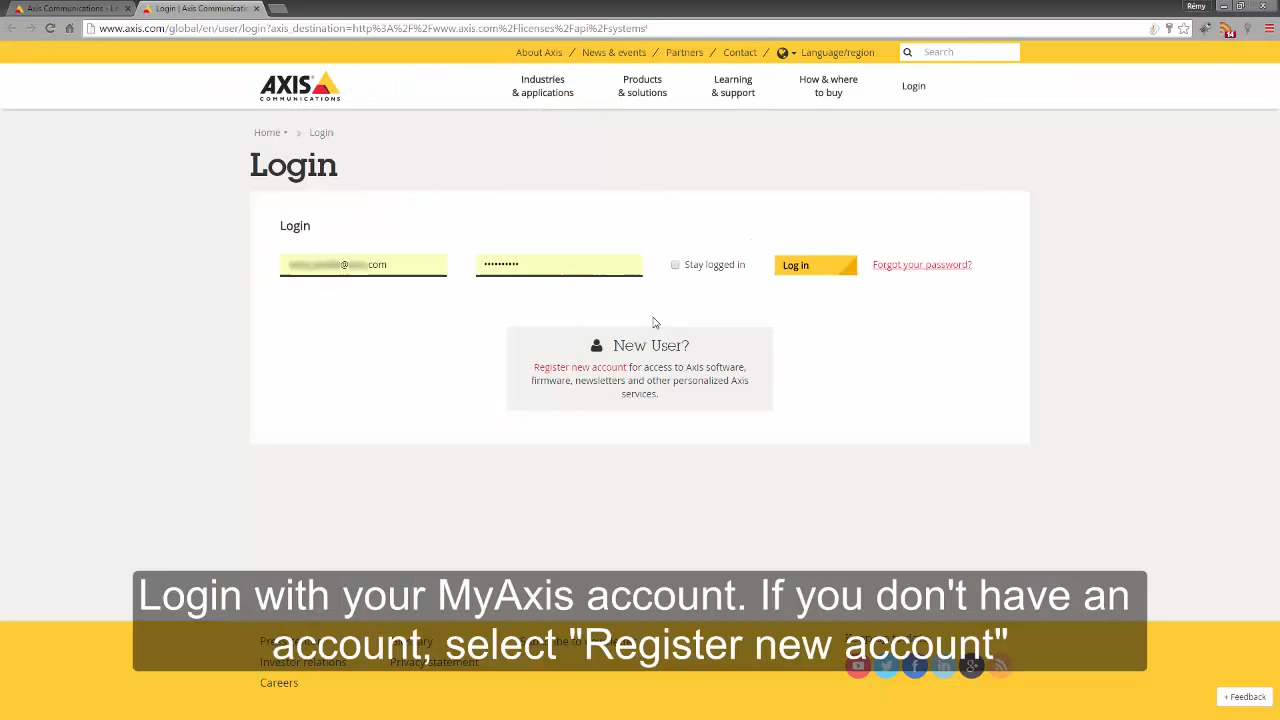 Axis Communications - Le
Login | Axis Communicatio
Rémy
www.axis.com/global/en/user/login?axis_destination=http%3A%2F%2Fwww.axis.com%2Flicenses%2Fapi%2Fsystems
14
About Axis / News & events / Partners / Contact / Language/region
Search
AXIS
COMMUNICATIONS
Industries
& applications
Products
& solutions
Learning
& support
How & where
to buy
Login
Home > Login
Login
Login
@ .com
Stay logged in
Log in
Forgot your password?
New User?
Register new account for access to Axis software,
firmware, newsletters and other personalized Axis
services.
Login with your MyAxis account. If you don't have an
account, select "Register new account"
Investor relations
Privacy statement
Careers
+ Feedback